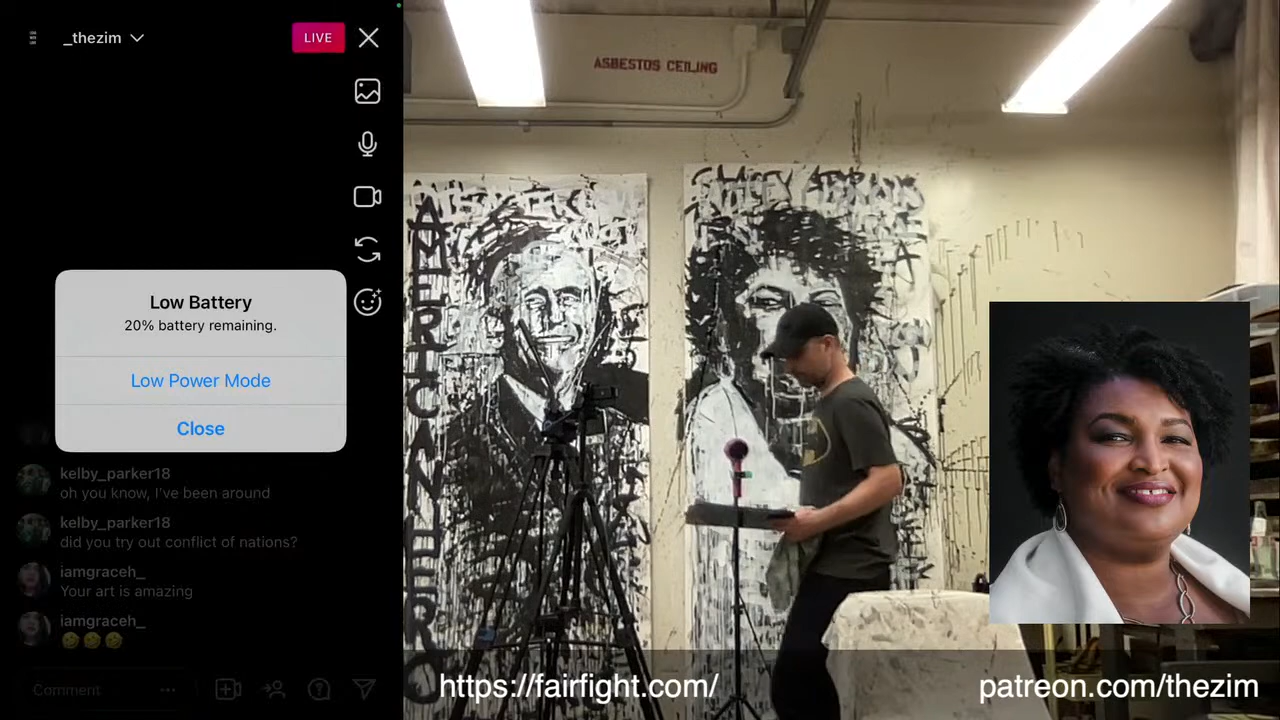 _thezim
LIVE
Low Battery
20% battery remaining.
Low Power Mode
Close
kelby_parker18
oh you know, I've been around
kelby_parker18
did you try out conflict of nations?
iamgraceh_
Your art is amazing
iamgraceh_
Comment
ASBESTOS CEILING
STACEY ABRAMS
AMERICAN HERO
https://fairfight.com/
patreon.com/thezim